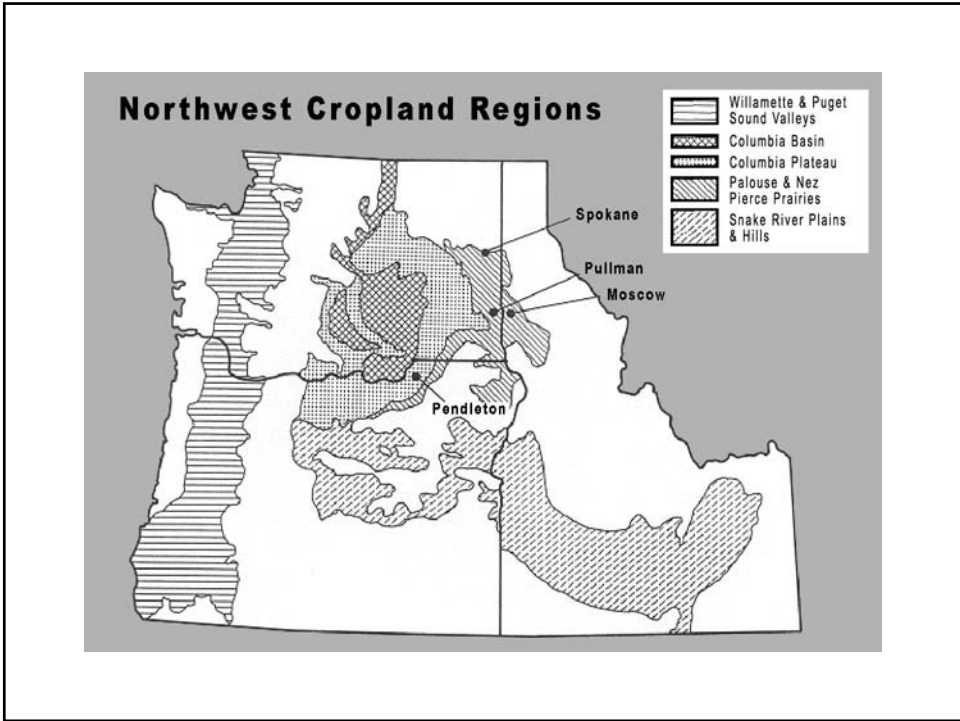 Northwest Cropland Regions
Willamette & Puget
Sound Valleys
Columbia Basin
Columbia Plateau
Palouse & Nez
Pierce Prairies
Snake River Plains
& Hills
Spokane
Pullman
Moscow
Pendleton